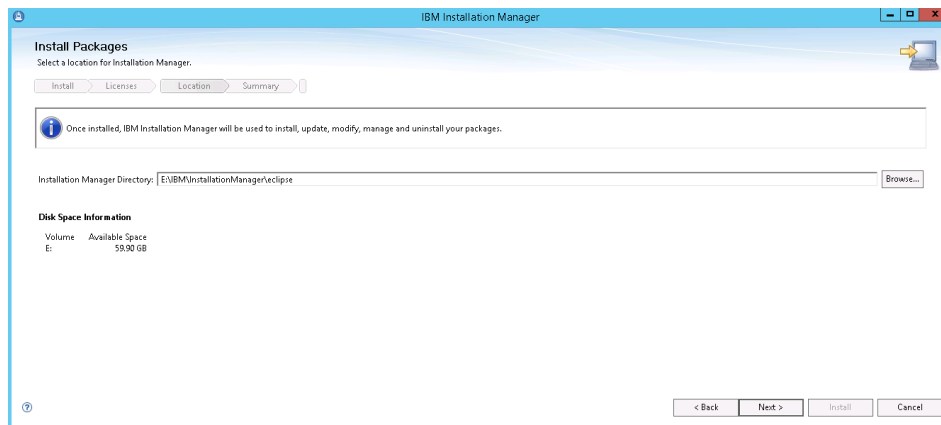 IBM Installation Manager
Install Packages
Select a location for Installation Manager.
Install Licenses Location Summary
Once installed, IBM Installation Manager will be used to install, update, modify, manage and uninstall your packages.
Installation Manager Directory: E:\IBM\InstallationManager\eclipse Browse...
Disk Space Information
Volume Available Space
E: 59.90 GB
< Back Next > Install Cancel